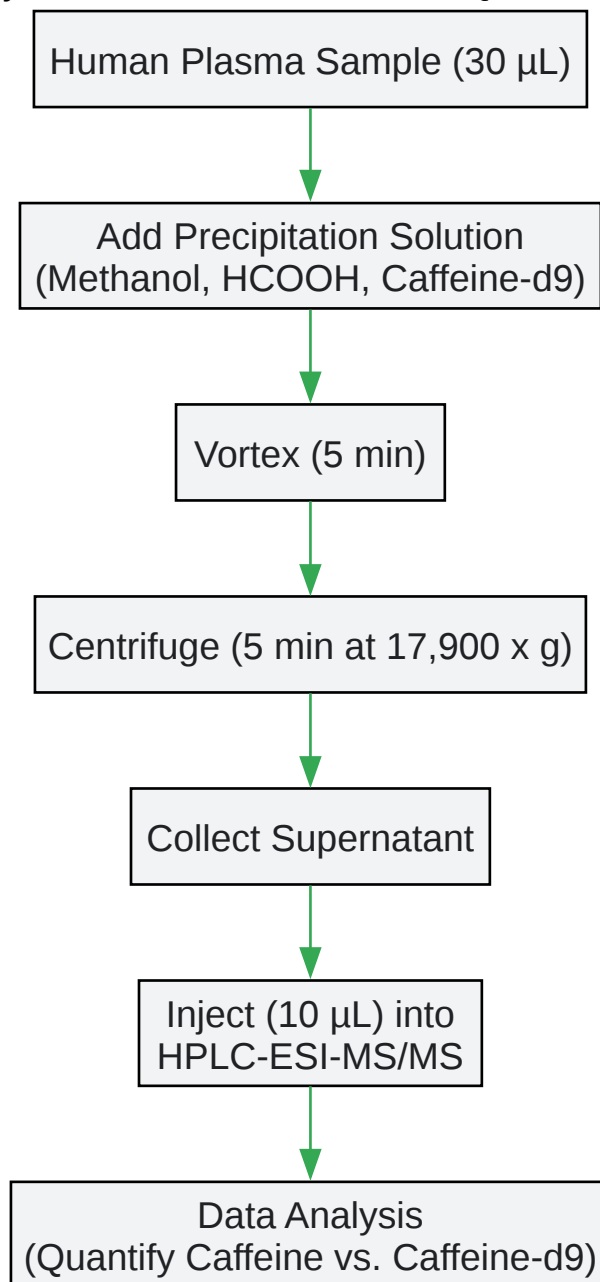 Human Plasma Sample (30 µL)
Add Precipitation Solution
(Methanol, HCOOH, Caffeine-d9)
Vortex (5 min)
Centrifuge (5 min at 17,900 x g)
Collect Supernatant
Inject (10 µL) into
HPLC-ESI-MS/MS
Data Analysis
(Quantify Caffeine vs. Caffeine-d9)